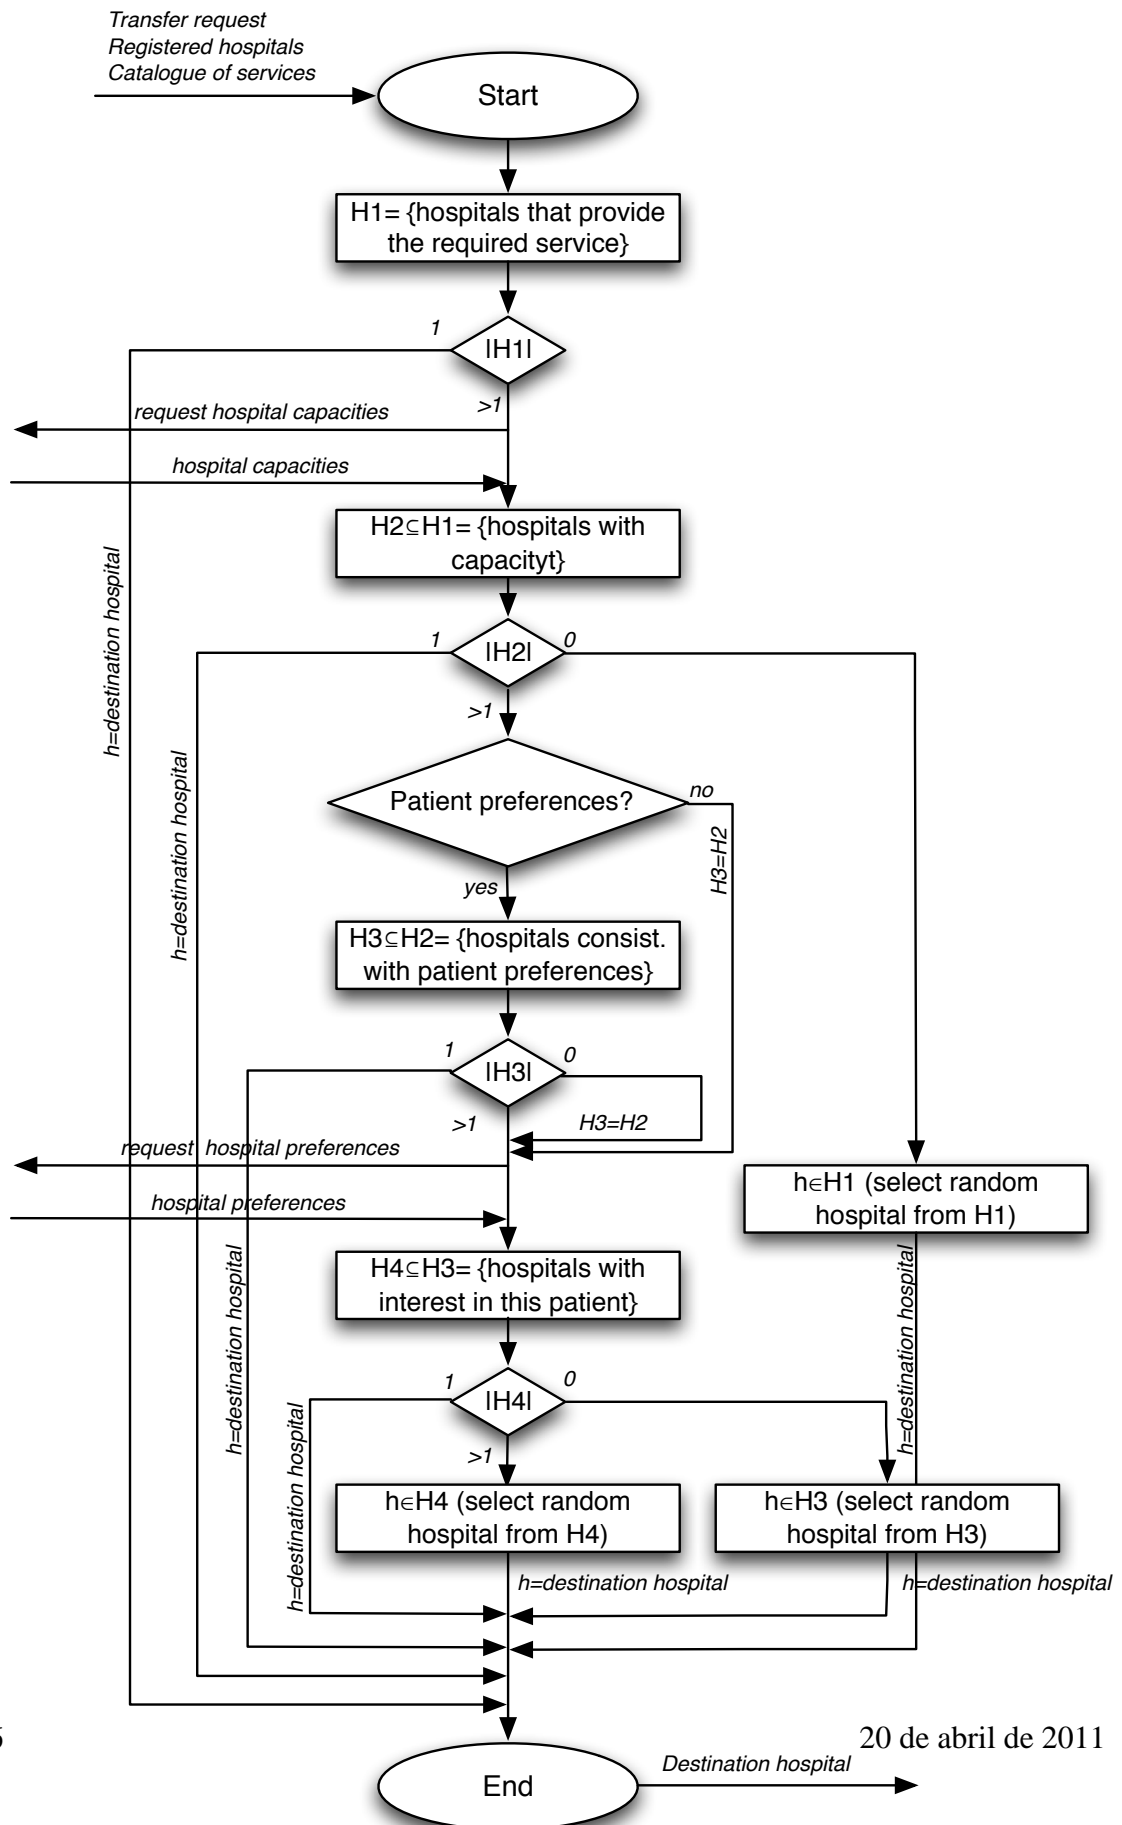 Transfer request
Registered hospitals
Catalogue of services
Start
H1= {hospitals that provide
the required service}
1
|H1|
>1
request hospital capacities
hospital capacities
H2⊆H1= {hospitals with
capacityt}
h=destination hospital
1
|H2|
0
>1
h=destination hospital
Patient preferences?
no
H3=H2
yes
H3⊆H2= {hospitals consist.
with patient preferences}
1
|H3|
0
>1
H3=H2
request hospital preferences
hospital preferences
h∈H1 (select random
hospital from H1)
H4⊆H3= {hospitals with
interest in this patient}
h=destination hospital
h=destination hospital
1
|H4|
0
>1
h=destination hospital
h∈H4 (select random
hospital from H4)
h∈H3 (select random
hospital from H3)
h=destination hospital
h=destination hospital
20 de abril de 2011
End
Destination hospital